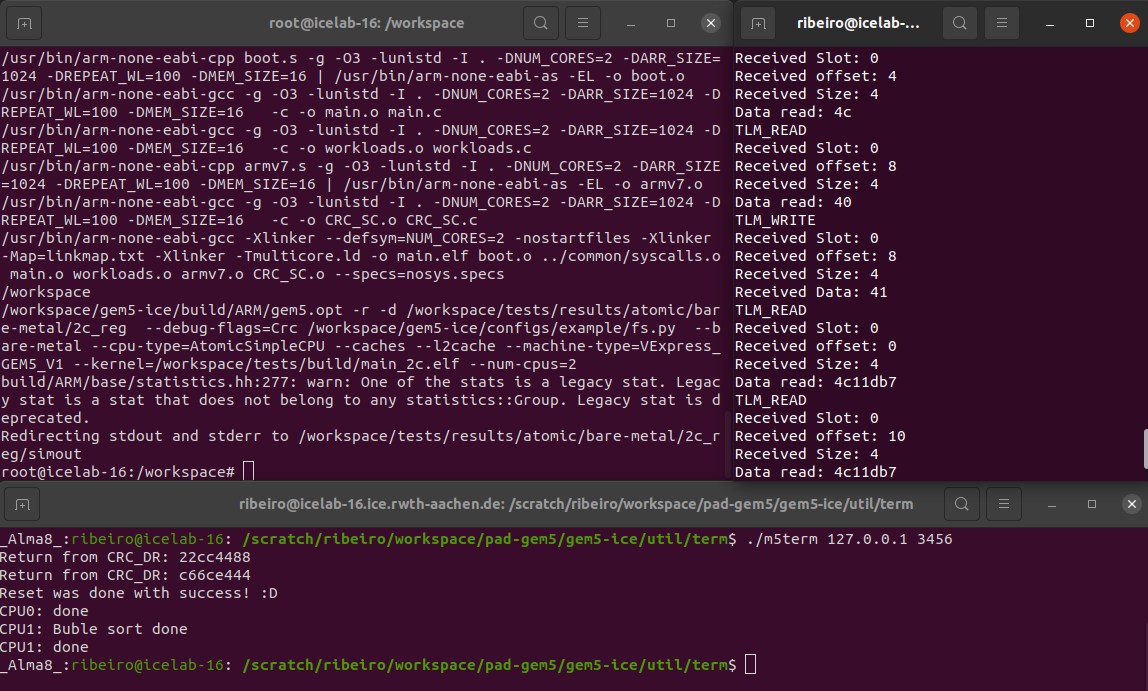 root@icelab-16: /workspace
/usr/bin/arm-none-eabi-cpp boot.s -g -O3 -lunistd -I . -DNUM_CORES=2 -DARR_SIZE=
1024 -DREPEAT_WL=100 -DMEM_SIZE=16 | /usr/bin/arm-none-eabi-as -EL -o boot.o
/usr/bin/arm-none-eabi-gcc -g -O3 -lunistd -I . -DNUM_CORES=2 -DARR_SIZE=1024 -D
REPEAT_WL=100 -DMEM_SIZE=16   -c -o main.o main.c
/usr/bin/arm-none-eabi-gcc -g -O3 -lunistd -I . -DNUM_CORES=2 -DARR_SIZE=1024 -D
REPEAT_WL=100 -DMEM_SIZE=16   -c -o workloads.o workloads.c
/usr/bin/arm-none-eabi-cpp armv7.s -g -O3 -lunistd -I . -DNUM_CORES=2 -DARR_SIZE
=1024 -DREPEAT_WL=100 -DMEM_SIZE=16 | /usr/bin/arm-none-eabi-as -EL -o armv7.o
/usr/bin/arm-none-eabi-gcc -g -O3 -lunistd -I . -DNUM_CORES=2 -DARR_SIZE=1024 -D
REPEAT_WL=100 -DMEM_SIZE=16   -c -o CRC_SC.o CRC_SC.c
/usr/bin/arm-none-eabi-gcc -Xlinker --defsym=NUM_CORES=2 -nostartfiles -Xlinker
-Map=linkmap.txt -Xlinker -Tmulticore.ld -o main.elf boot.o ../common/syscalls.o
 main.o workloads.o armv7.o CRC_SC.o --specs=nosys.specs
/workspace
/workspace/gem5-ice/build/ARM/gem5.opt -r -d /workspace/tests/results/atomic/bar
e-metal/2c_reg  --debug-flags=Crc /workspace/gem5-ice/configs/example/fs.py  --b
are-metal --cpu-type=AtomicSimpleCPU --caches --l2cache --machine-type=VExpress_
GEM5_V1 --kernel=/workspace/tests/build/main_2c.elf --num-cpus=2
build/ARM/base/statistics.hh:277: warn: One of the stats is a legacy stat. Legac
y stat is a stat that does not belong to any statistics::Group. Legacy stat is d
eprecated.
Redirecting stdout and stderr to /workspace/tests/results/atomic/bare-metal/2c_r
eg/simout
root@icelab-16:/workspace#
ribeiro@icelab-...
Received Slot: 0
Received offset: 4
Received Size: 4
Data read: 4c
TLM_READ
Received Slot: 0
Received offset: 8
Received Size: 4
Data read: 40
TLM_WRITE
Received Slot: 0
Received offset: 8
Received Size: 4
Received Data: 41
TLM_READ
Received Slot: 0
Received offset: 0
Received Size: 4
Data read: 4c11db7
TLM_READ
Received Slot: 0
Received offset: 10
Received Size: 4
Data read: 4c11db7
ribeiro@icelab-16.ice.rwth-aachen.de: /scratch/ribeiro/workspace/pad-gem5/gem5-ice/util/term
_Alma8_:ribeiro@icelab-16: /scratch/ribeiro/workspace/pad-gem5/gem5-ice/util/term$ ./m5term 127.0.0.1 3456
Return from CRC_DR: 22cc4488
Return from CRC_DR: c66ce444
Reset was done with success! :D
CPU0: done
CPU1: Buble sort done
CPU1: done
_Alma8_:ribeiro@icelab-16: /scratch/ribeiro/workspace/pad-gem5/gem5-ice/util/term$